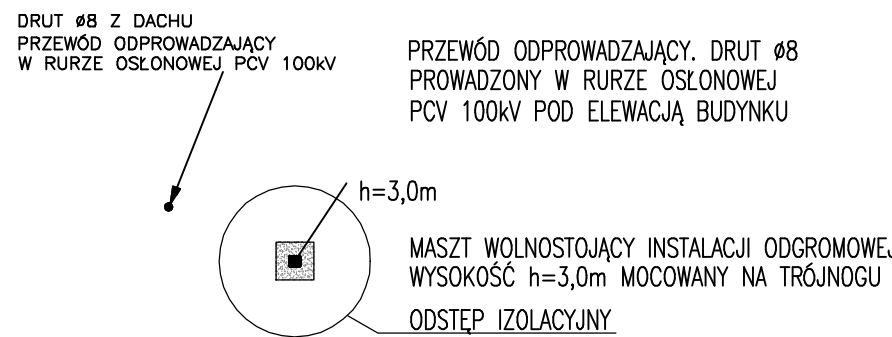 DRUT ø8 Z DACHU
PRZEWÓD ODPROWADZAJĄCY
W RURZE OSŁONOWEJ PCV 100kV
PRZEWÓD ODPROWADZAJĄCY. DRUT ø8
PROWADZONY W RURZE OSŁONOWEJ
PCV 100kV POD ELEWACJĄ BUDYNKU
h=3,0m
MASZT WOLNOSTOJĄCY INSTALACJI ODGROMOWEJ
WYSOKOŚĆ h=3,0m MOCOWANY NA TRÓJNOGU
ODSTĘP IZOLACYJNY